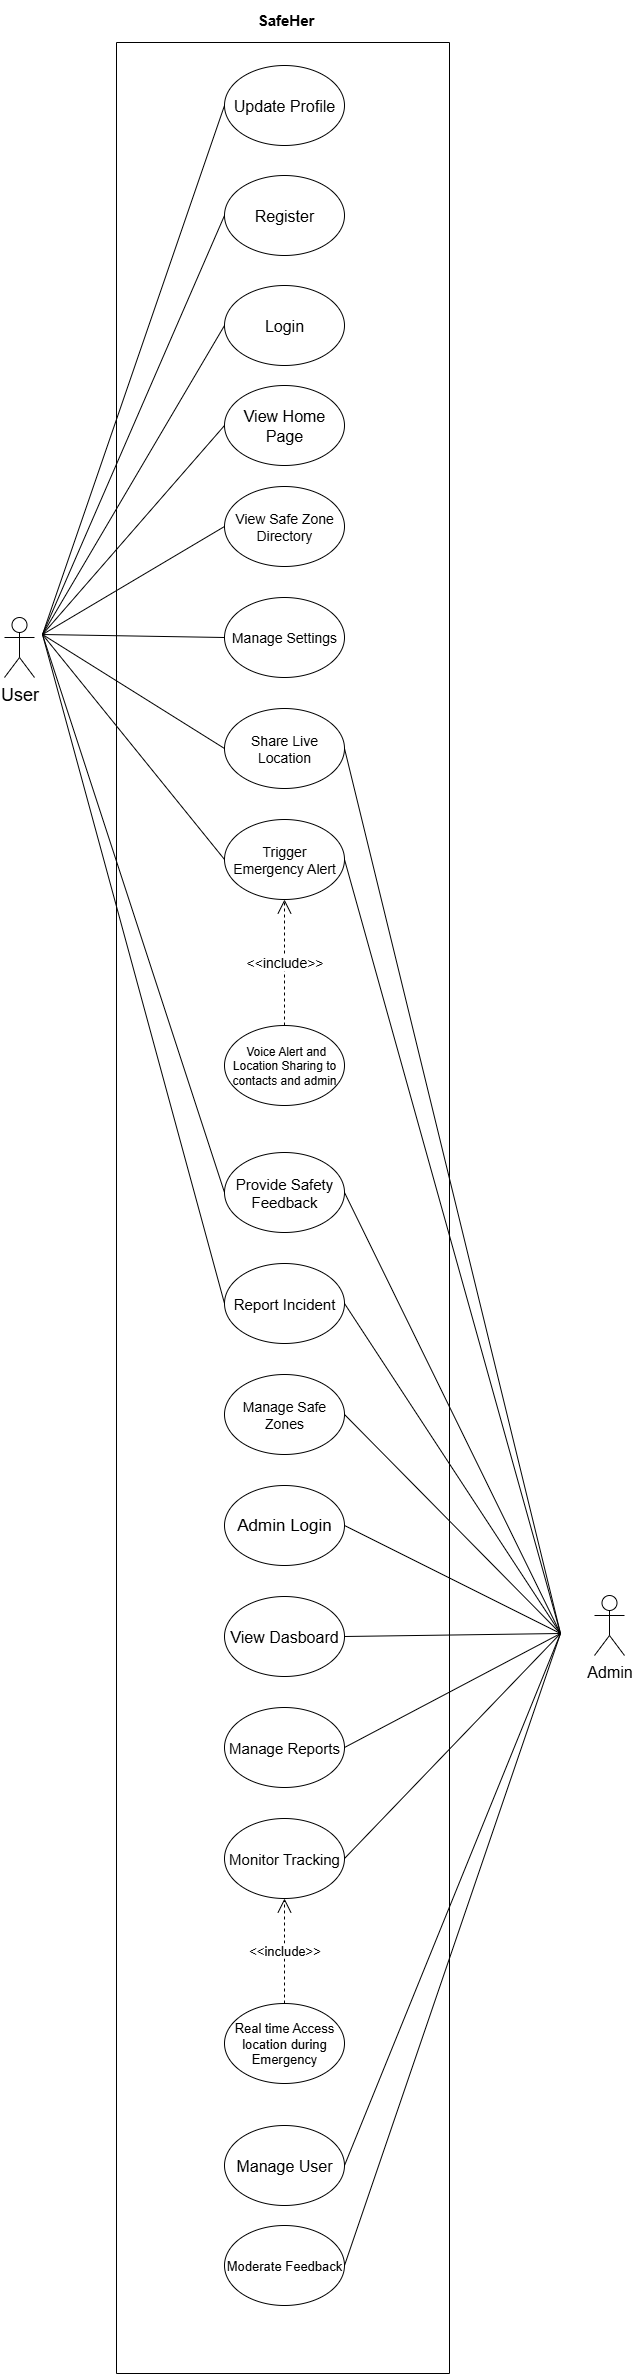 SafeHer
Update Profile
Register
Login
View Home
Page
View Safe Zone
Directory
Manage Settings
User
Share Live
Location
Trigger
Emergency Alert
<<include>>
Voice Alert and
Location Sharing to
contacts and admin
Provide Safety
Feedback
Report Incident
Manage Safe
Zones
Admin Login
View Dasboard
Admin
Manage Reports
Monitor Tracking
<<include>>
Real time Access
location during
Emergency
Manage User
Moderate Feedback